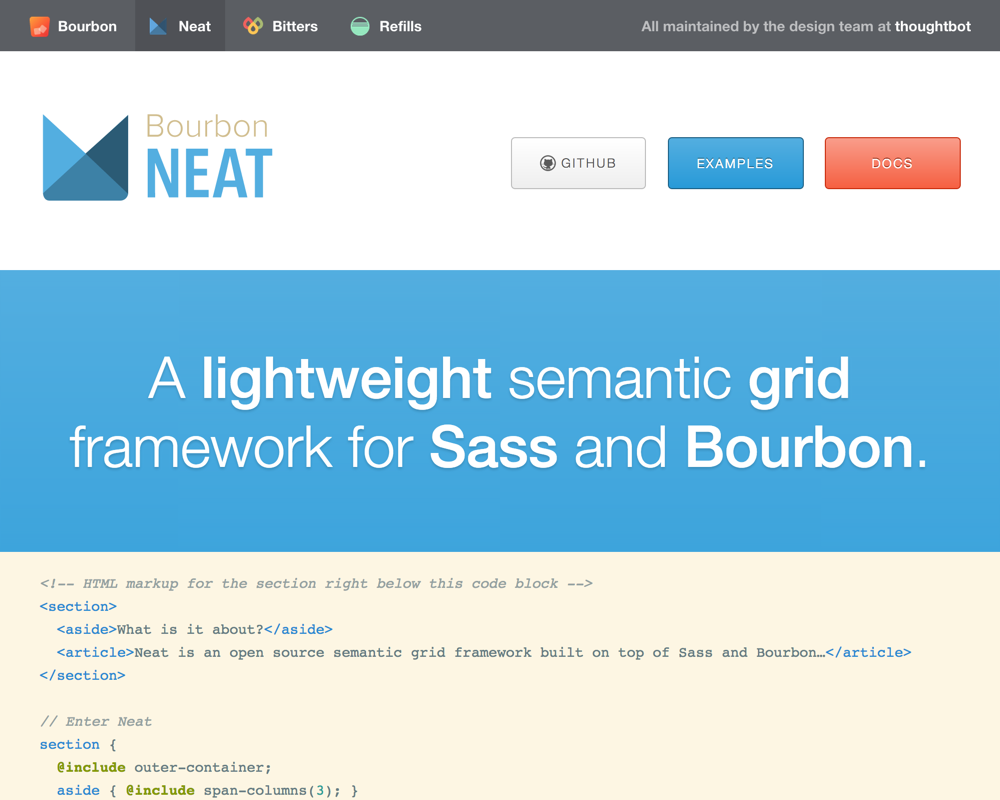 Bourbon Neat Bitters Refills All maintained by the design team at thoughtbot
Bourbon
NEAT
GITHUB EXAMPLES DOCS
A lightweight semantic grid
framework for Sass and Bourbon.
<!-- HTML markup for the section right below this code block -->
<section>
  <aside>What is it about?</aside>
  <article>Neat is an open source semantic grid framework built on top of Sass and Bourbon…</article>
</section>
// Enter Neat
section {
  @include outer-container;
  aside { @include span-columns(3); }